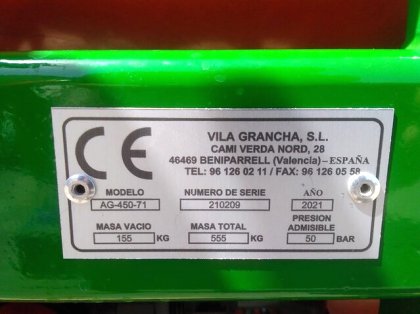 CE
VILA GRANCHA, S.L.
CAMI VERDA NORD, 28
46469 BENIPARRELL (Valencia) – ESPAÑA
TEL: 96 126 02 11 / FAX: 96 126 05 58
MODELO NUMERO DE SERIE AÑO
AG-450-71 210209 2021
MASA VACIO MASA TOTAL PRESION ADMISIBLE
155 KG 555 KG 50 BAR